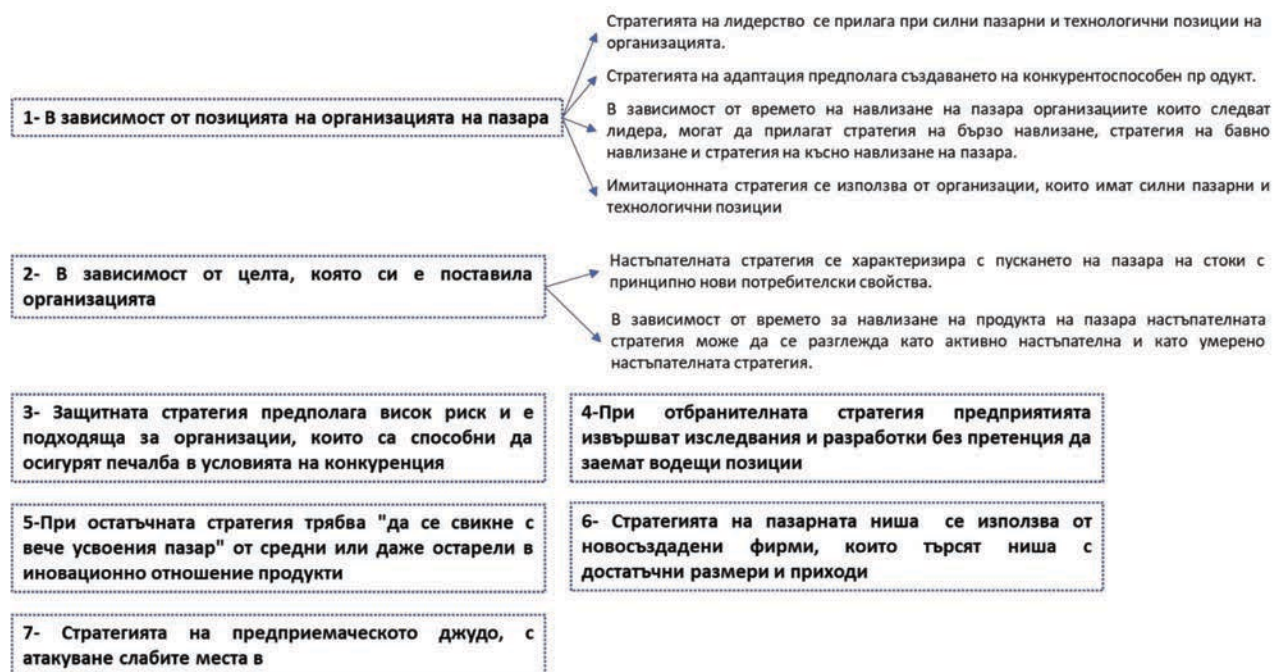 Стратегията на лидерство се прилага при силни пазарни и технологични позиции на
организацията.
Стратегията на адаптация предполага създаването на конкурентоспособен пр одукт.
1- В зависимост от позицията на организацията на пазара
В зависимост от времето на навлизане на пазара организациите които следват
лидера, могат да прилагат стратегия на бързо навлизане, стратегия на бавно
навлизане и стратегия на късно навлизане на пазара.
Имитационната стратегия се използва от организации, които имат силни пазарни и
технологични позиции
2- В зависимост от целта, която си е поставила
организацията
Настъпателната стратегия се характеризира с пускането на пазара на стоки с
принципно нови потребителски свойства.
В зависимост от времето за навлизане на продукта на пазара настъпателната
стратегия може да се разглежда като активно настъпателна и като умерено
настъпателната стратегия.
3- Защитната стратегия предполага висок риск и е
подходяща за организации, които са способни да
осигурят печалба в условията на конкуренция
4-При отбранителната стратегия предприятията
извършват изследвания и разработки без претенция да
заемат водещи позиции
5-При остатъчната стратегия трябва "да се свикне с
вече усвоения пазар" от средни или даже остарели в
иновационно отношение продукти
6- Стратегията на пазарната ниша се използва от
новосъздадени фирми, които търсят ниша с
достатъчни размери и приходи
7- Стратегията на предприемаческото джудо, с
атакуване слабите места в